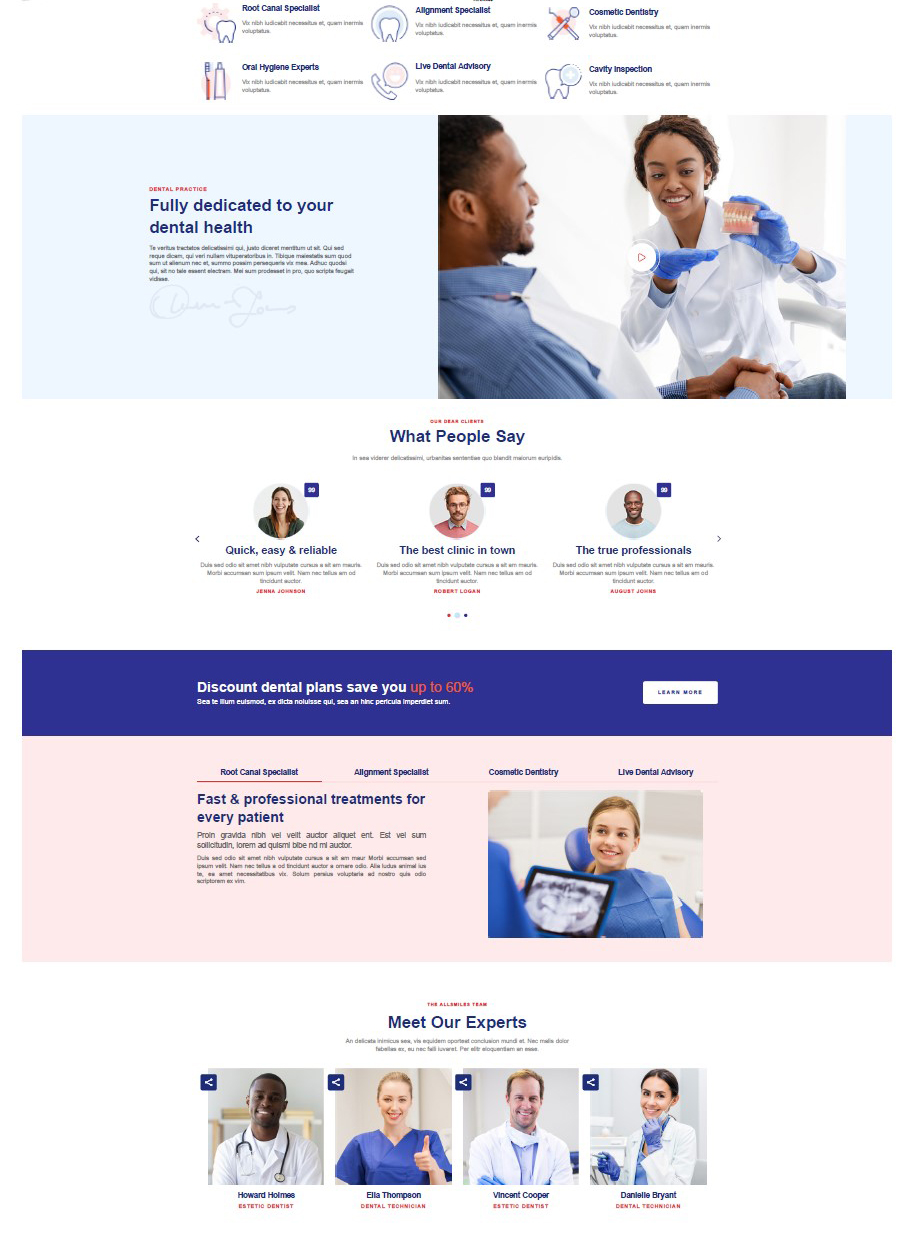 Root Canal Specialist
Vix nibh iudicabit necessitus et, quam inermis
voluptatus.
Alignment Specialist
Vix nibh iudicabit necessitus et, quam inermis
voluptatus.
Cosmetic Dentistry
Vix nibh iudicabit necessitus et, quam inermis
voluptatus.
Oral Hygiene Experts
Vix nibh iudicabit necessitus et, quam inermis
voluptatus.
Live Dental Advisory
Vix nibh iudicabit necessitus et, quam inermis
voluptatus.
Cavity Inspection
Vix nibh iudicabit necessitus et, quam inermis
voluptatus.
DENTAL PRACTICE
Fully dedicated to your
dental health
Te veritus tractatos delicatissimi qui, justo diceret mentitum ut sit. Qui sed
reque dicam, qui veri nullam vituperatoribus in. Tibique maiestatis sum quod
sum ut alienum nec et, summo possim persequeris vix mea. Adhuc quodsi
qui, sit no tale essent electram. Mei sum prodesset in pro, quo scripta feugait
vidisse.
OUR DEAR CLIENTS
What People Say
In sea viderer delicatissimi, urbanitas sententiae quo blandit maiorum euripidis.
Quick, easy & reliable
Duis sed odio sit amet nibh vulputate cursus a sit am mauris.
Morbi accumsan sum ipsum velit. Nam nec tellus am od
tincidunt auctor.
JENNA JOHNSON
The best clinic in town
Duis sed odio sit amet nibh vulputate cursus a sit am mauris.
Morbi accumsan sum ipsum velit. Nam nec tellus am od
tincidunt auctor.
ROBERT LOGAN
The true professionals
Duis sed odio sit amet nibh vulputate cursus a sit am mauris.
Morbi accumsan sum ipsum velit. Nam nec tellus am od
tincidunt auctor.
AUGUST JOHNS
Discount dental plans save you up to 60%
Sea te illum euismod, ex dicta noluisse qui, sea an hinc pericula imperdiet sum.
LEARN MORE
Root Canal Specialist
Alignment Specialist
Cosmetic Dentistry
Live Dental Advisory
Fast & professional treatments for
every patient
Proin gravida nibh vel velit auctor aliquet ent. Est vel sum
sollicitudin, lorem ad quismi bibe nd mi auctor.
Duis sed odio sit amet nibh vulputate cursus a sit am maur Morbi accumsan sed
ipsum velit. Nam nec tellus a od tincidunt auctor a ornare odio. Alia ludus animal ius
te, ea amet necessitatibus vix. Solum persius voluptaria ad nostro quis odio
scriptorem ex vim.
THE ALLSMILES TEAM
Meet Our Experts
An delicata inimicus sea, vis equidem oporteat conclusion mundi et. Nec malis dolor
fabellas ex, eu nec falli iuvaret. Per elitr eloquentiam an esse.
Howard Holmes
ESTETIC DENTIST
Ella Thompson
DENTAL TECHNICIAN
Vincent Cooper
ESTETIC DENTIST
Danielle Bryant
DENTAL TECHNICIAN